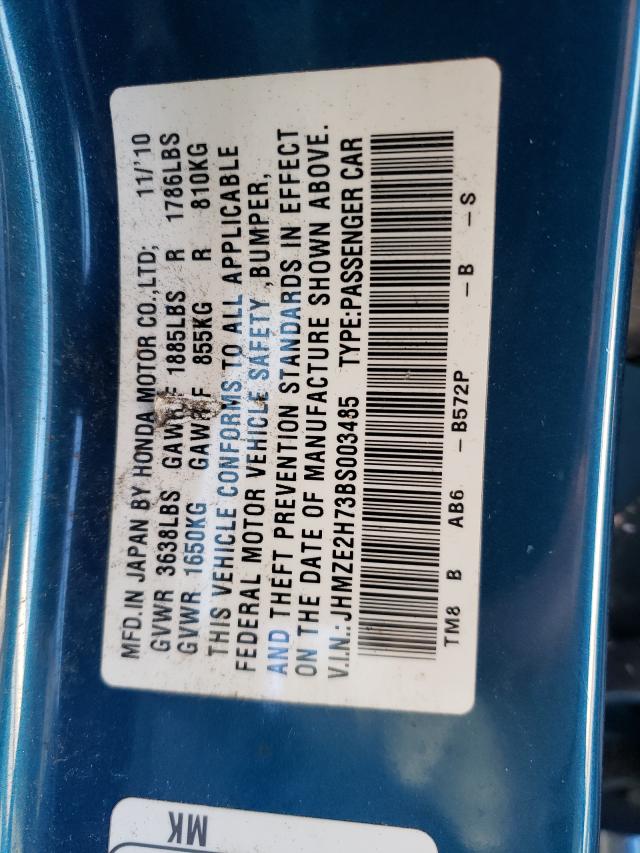 MFD.IN JAPAN BY HONDA MOTOR CO.,LTD; 11/'10
GVWR 3638LBS GAWR F 1885LBS R 1786LBS
GVWR 1650KG GAWR F 855KG R 810KG
THIS VEHICLE CONFORMS TO ALL APPLICABLE
FEDERAL MOTOR VEHICLE SAFETY ,BUMPER,
AND THEFT PREVENTION STANDARDS IN EFFECT
ON THE DATE OF MANUFACTURE SHOWN ABOVE.
V.I.N.:JHMZE2H73BS003485 TYPE:PASSENGER CAR
TM8 B AB6 -B572P -B -S
MK